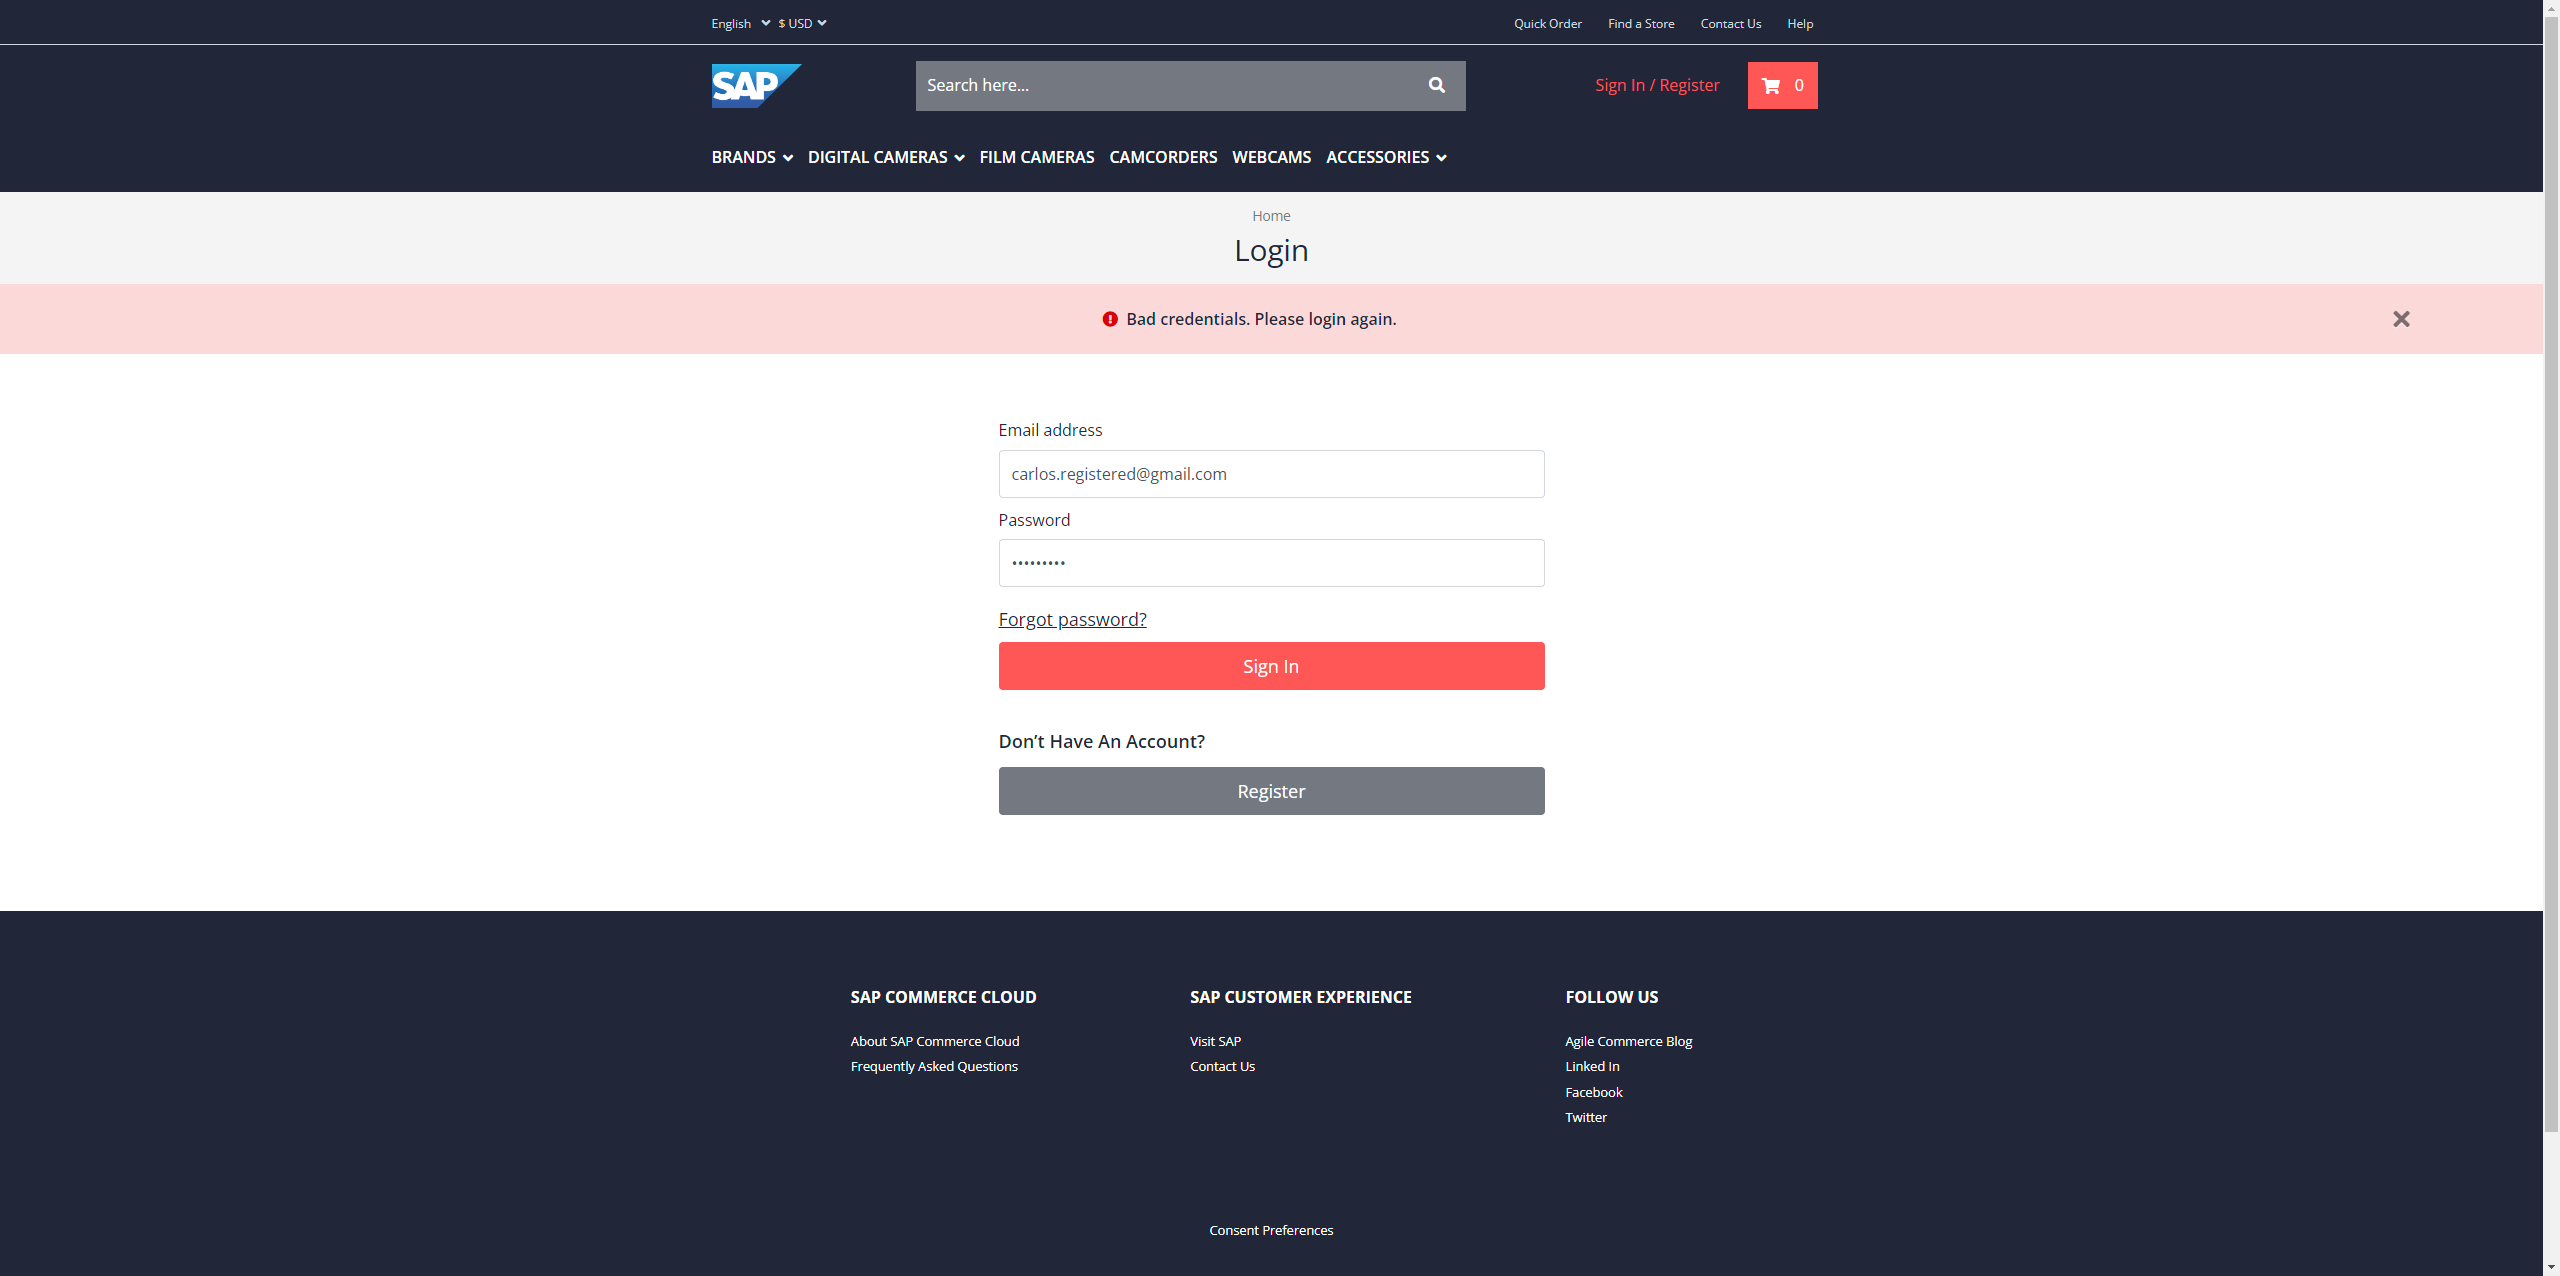 English $ USD Quick Order Find a Store Contact Us Help
SAP Search here... Sign In / Register 0
BRANDS DIGITAL CAMERAS FILM CAMERAS CAMCORDERS WEBCAMS ACCESSORIES
Home
Login
Bad credentials. Please login again.
Email address
carlos.registered@gmail.com
Password
•••••••••
Forgot password?
Sign In
Don’t Have An Account?
Register
SAP COMMERCE CLOUD
About SAP Commerce Cloud
Frequently Asked Questions
SAP CUSTOMER EXPERIENCE
Visit SAP
Contact Us
FOLLOW US
Agile Commerce Blog
Linked In
Facebook
Twitter
Consent Preferences